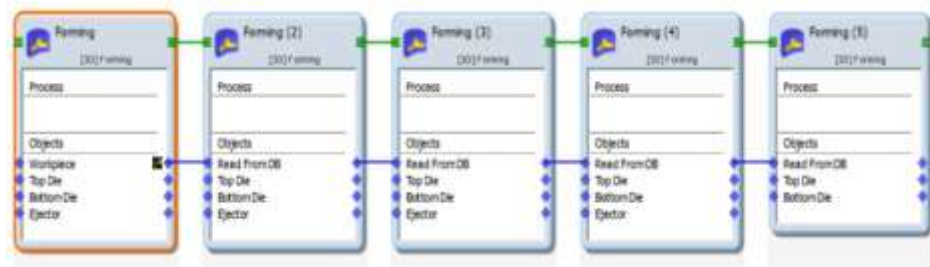 Forming
[3D] Forming
Process
Objects
Workpiece
Top Die
Bottom Die
Ejector
Forming (2)
[3D] Forming
Process
Objects
Read From DB
Top Die
Bottom Die
Ejector
Forming (3)
[3D] Forming
Process
Objects
Read From DB
Top Die
Bottom Die
Ejector
Forming (4)
[3D] Forming
Process
Objects
Read From DB
Top Die
Bottom Die
Ejector
Forming (5)
[3D] Forming
Process
Objects
Read From DB
Top Die
Bottom Die